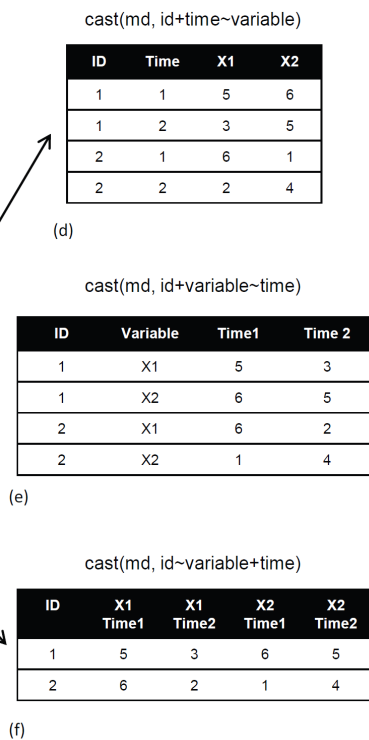 cast(md, id+time~variable)
ID Time X1 X2
1 1 5 6
1 2 3 5
2 1 6 1
2 2 2 4
(d)
cast(md, id+variable~time)
ID Variable Time1 Time 2
1 X1 5 3
1 X2 6 5
2 X1 6 2
2 X2 1 4
(e)
cast(md, id~variable+time)
ID X1 X1 X2 X2
Time1 Time2 Time1 Time2
1 5 3 6 5
2 6 2 1 4
(f)